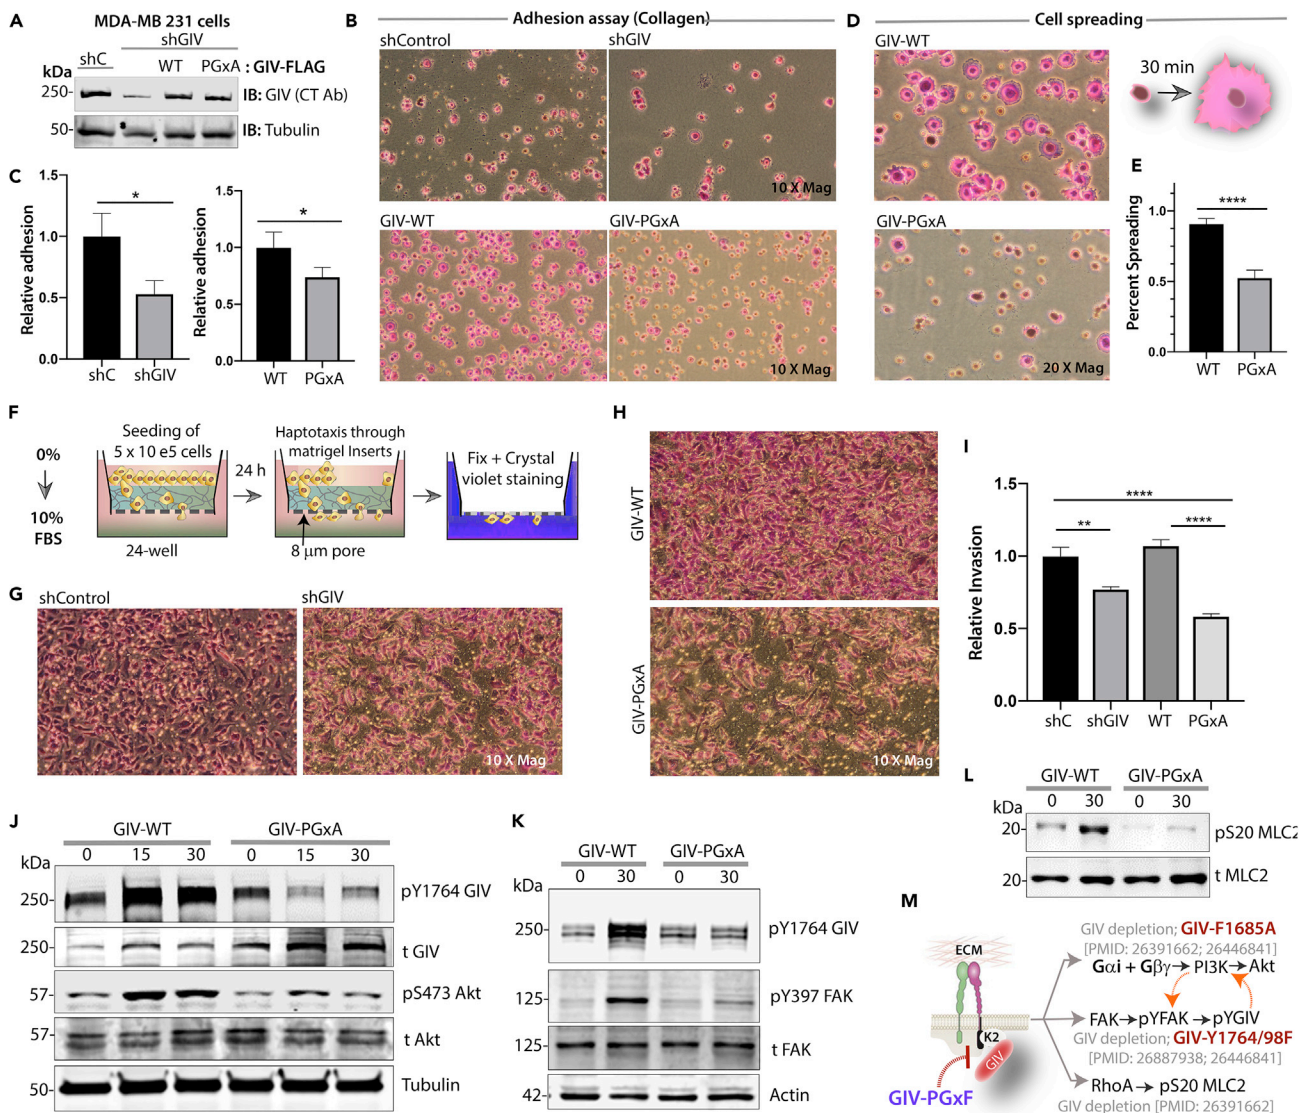 A
MDA-MB 231 cells
shGIV
shC
WT
PGxA
: GIV-FLAG
kDa
250-
IB: GIV (CT Ab)
50-
IB: Tubulin
B
Adhesion assay (Collagen)
shControl
shGIV
10 X Mag
GIV-WT
GIV-PGxA
10 X Mag
C
Relative adhesion
1.5
1.0
0.5
0.0
*
shC
shGIV
Relative adhesion
1.5
1.0
0.5
0.0
*
WT
PGxA
D
Cell spreading
GIV-WT
30 min
GIV-PGxA
20 X Mag
E
Percent Spreading
1.0
0.5
0.0
****
WT
PGxA
F
0%
10%
FBS
Seeding of
5 x 10 e5 cells
24-well
24 h
Haptotaxis through
matrigel Inserts
8 µm pore
Fix + Crystal
violet staining
G
shControl
shGIV
10 X Mag
H
GIV-WT
GIV-PGxA
10 X Mag
I
Relative Invasion
1.5
1.0
0.5
0.0
****
**
****
shC
shGIV
WT
PGxA
J
GIV-WT
GIV-PGxA
kDa
0
15
30
0
15
30
250-
pY1764 GIV
250-
t GIV
57-
pS473 Akt
57-
t Akt
50-
Tubulin
K
GIV-WT
GIV-PGxA
kDa
0
30
0
30
250-
pY1764 GIV
125-
pY397 FAK
125-
t FAK
42-
Actin
L
GIV-WT
GIV-PGxA
kDa
0
30
0
30
20-
pS20 MLC2
20-
t MLC2
M
ECM
K2
GIV
GIV-PGxF
GIV depletion; GIV-F1685A
[PMID: 26391662; 26446841]
Gαi + Gβγ→PI3K→Akt
FAK→pYFAK→pYGIV
GIV depletion; GIV-Y1764/98F
[PMID: 26887938; 26446841]
RhoA→pS20 MLC2
GIV depletion [PMID: 26391662]